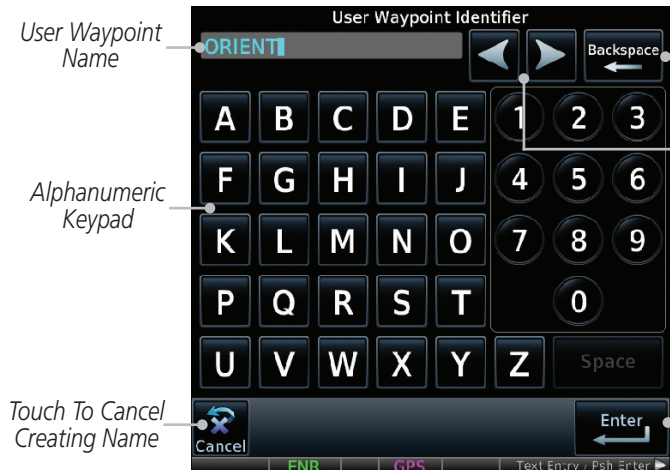 User Waypoint Identifier
User Waypoint
Name
ORIENT
Backspace
A B C D E 1 2 3
Alphanumeric
Keypad
F G H I J 4 5 6
K L M N O 7 8 9
P Q R S T 0
U V W X Y Z Space
Touch To Cancel
Creating Name
Cancel
Enter
ENR GPS Text Entry / Psh Enter